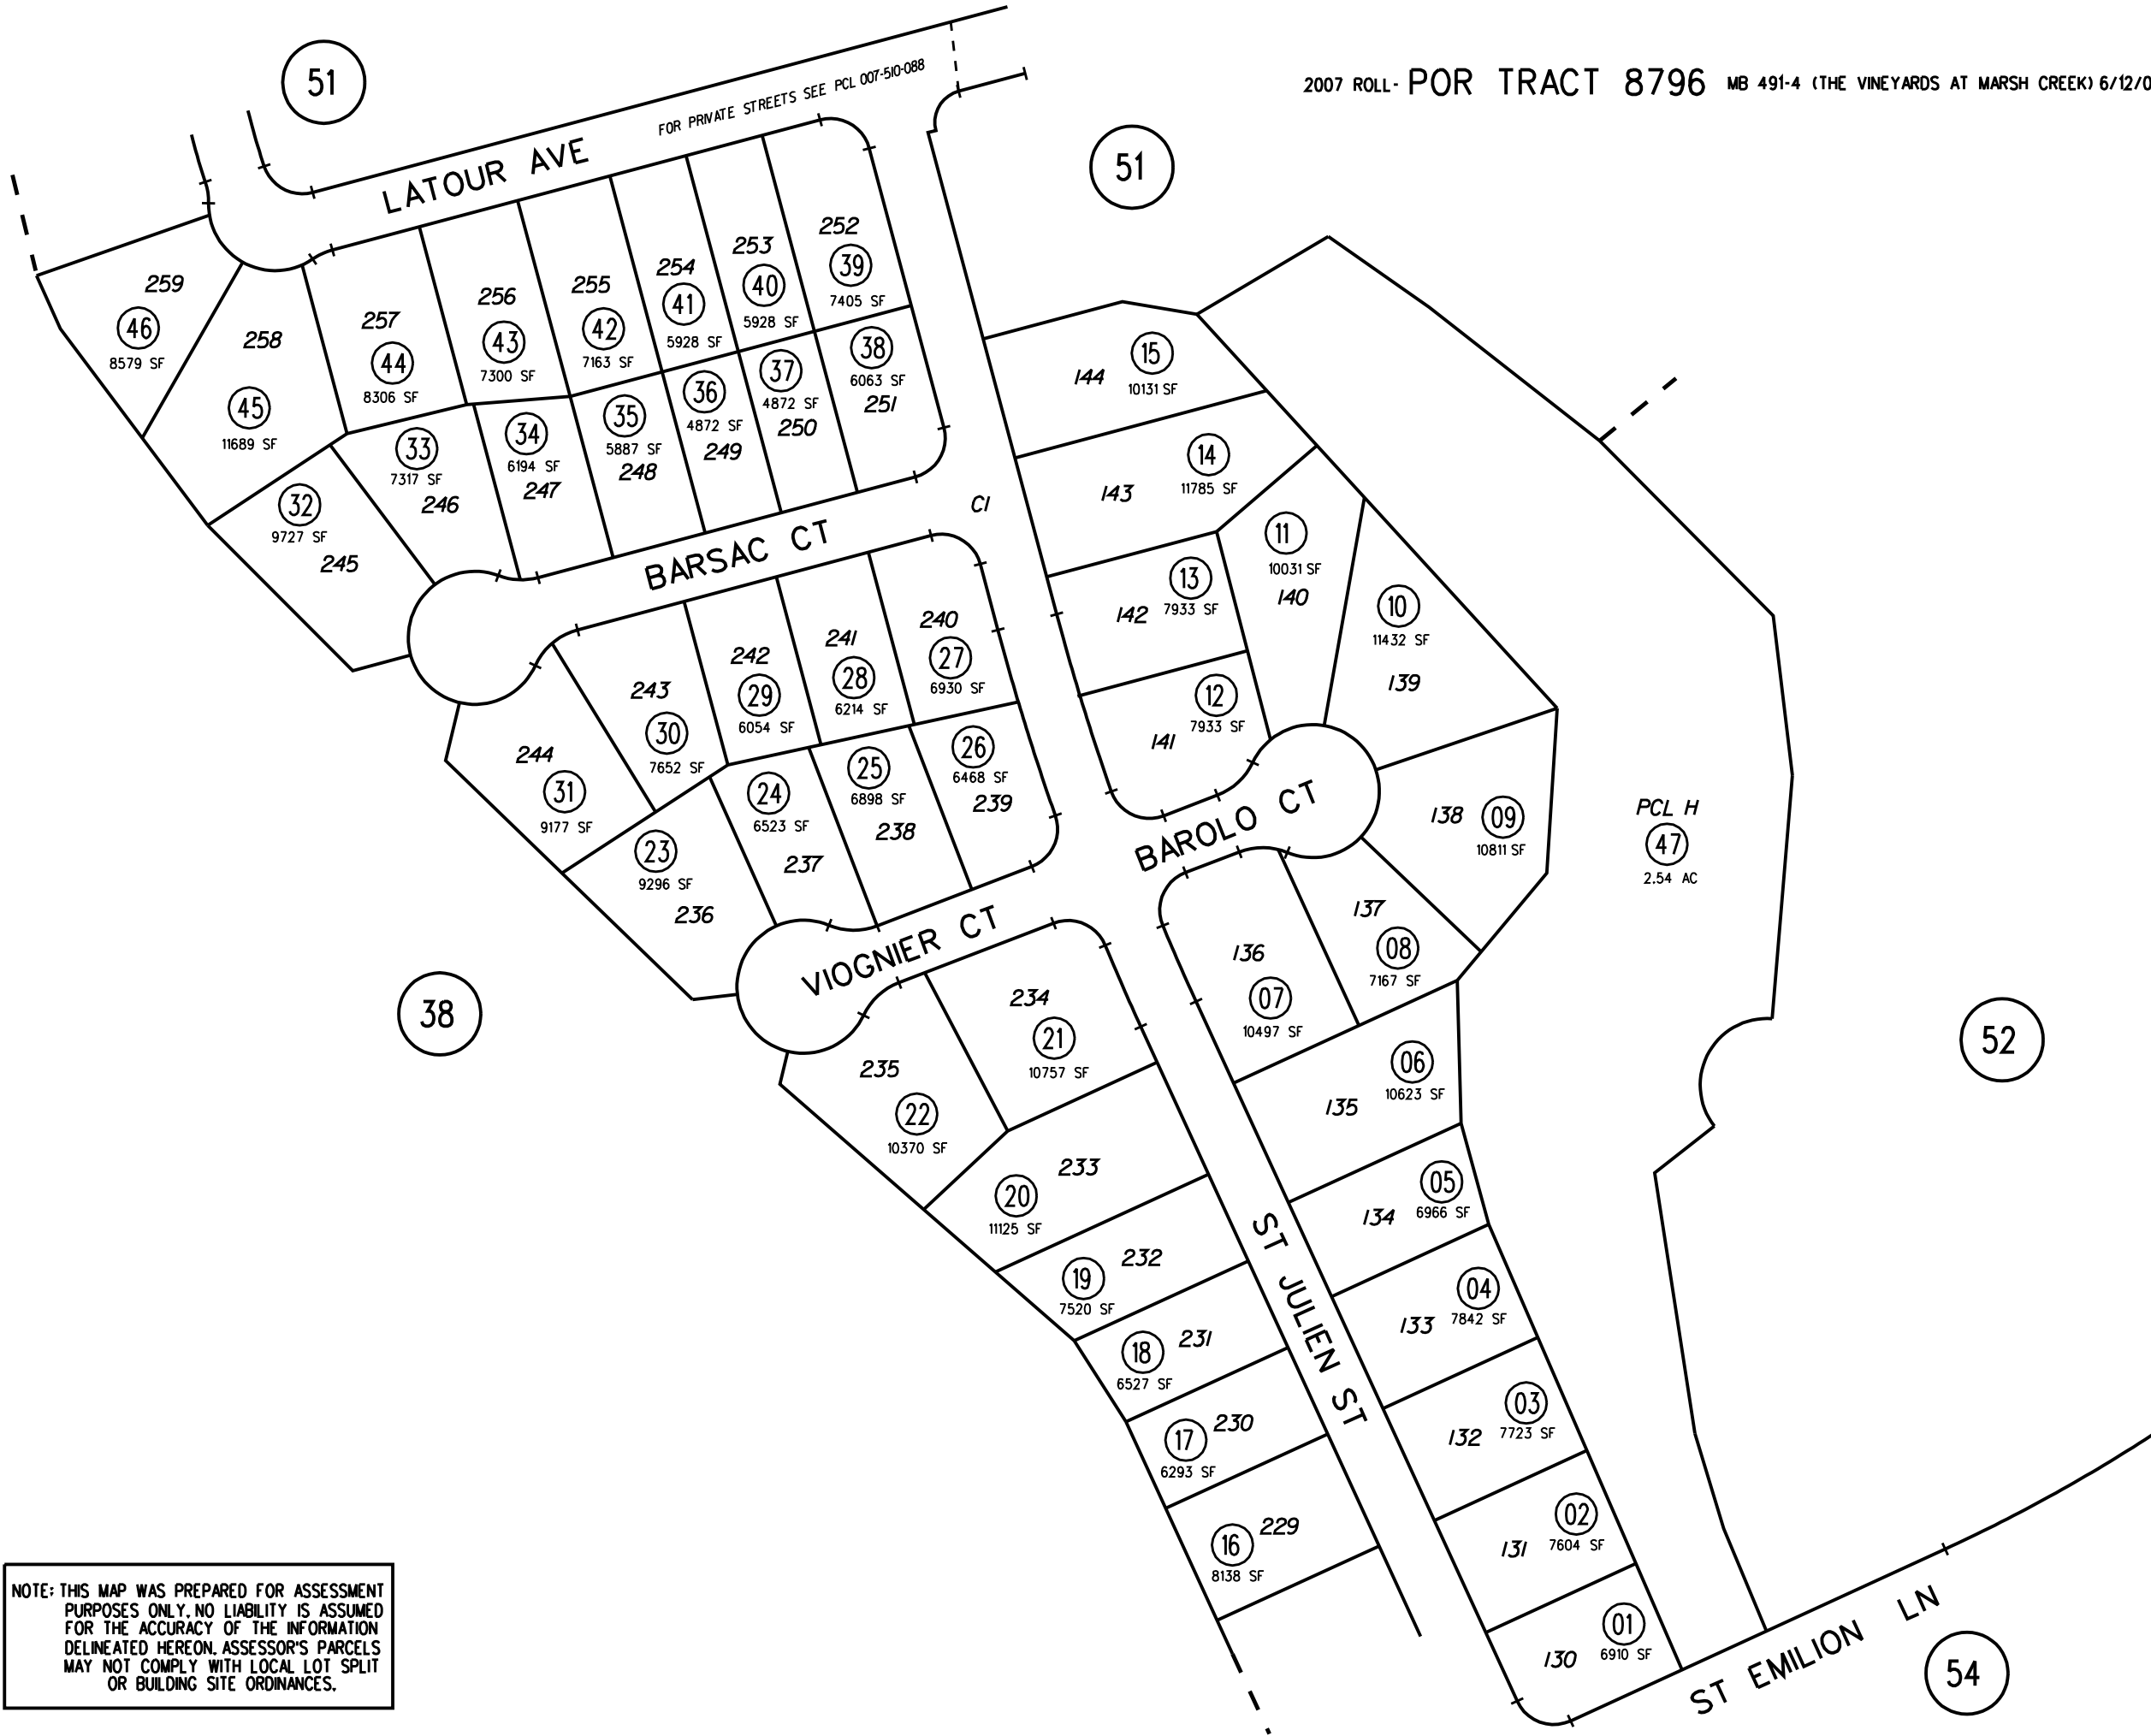 2007 ROLL- POR TRACT 8796 MB 491-4 (THE VINEYARDS AT MARSH CREEK) 6/12/0
51
51
FOR PRIVATE STREETS SEE PCL 007-510-088
LATOUR AVE
259
46
8579 SF
258
45
11689 SF
257
44
8306 SF
256
43
7300 SF
255
42
7163 SF
254
41
5928 SF
253
40
5928 SF
252
39
7405 SF
32
9727 SF
245
33
7317 SF
246
34
6194 SF
247
35
5887 SF
248
36
4872 SF
249
37
4872 SF
250
38
6063 SF
251
C1
BARSAC CT
244
31
9177 SF
243
30
7652 SF
242
29
6054 SF
241
28
6214 SF
240
27
6930 SF
23
9296 SF
236
24
6523 SF
237
25
6898 SF
238
26
6468 SF
239
VIOGNIER CT
144
15
10131 SF
143
14
11785 SF
142
13
7933 SF
141
12
7933 SF
11
10031 SF
140
10
11432 SF
139
138
09
10811 SF
BAROLO CT
137
08
7167 SF
136
07
10497 SF
PCL H
47
2.54 AC
38
52
235
22
10370 SF
234
21
10757 SF
233
20
11125 SF
232
19
7520 SF
231
18
6527 SF
230
17
6293 SF
229
16
8138 SF
ST JULIEN ST
135
06
10623 SF
134
05
6966 SF
133
04
7842 SF
132
03
7723 SF
131
02
7604 SF
130
01
6910 SF
ST EMILION LN
54
NOTE: THIS MAP WAS PREPARED FOR ASSESSMENT
PURPOSES ONLY. NO LIABILITY IS ASSUMED
FOR THE ACCURACY OF THE INFORMATION
DELINEATED HEREON. ASSESSOR'S PARCELS
MAY NOT COMPLY WITH LOCAL LOT SPLIT
OR BUILDING SITE ORDINANCES.